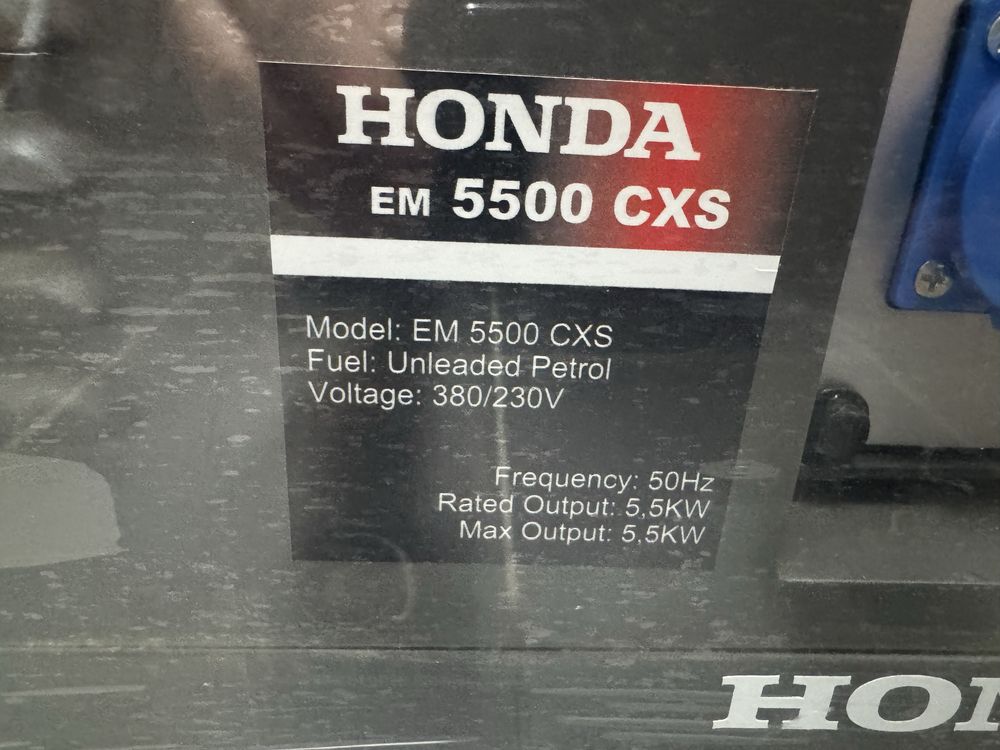 HONDA
EM 5500 CXS
Model: EM 5500 CXS
Fuel: Unleaded Petrol
Voltage: 380/230V
Frequency: 50Hz
Rated Output: 5,5KW
Max Output: 5,5KW
HON